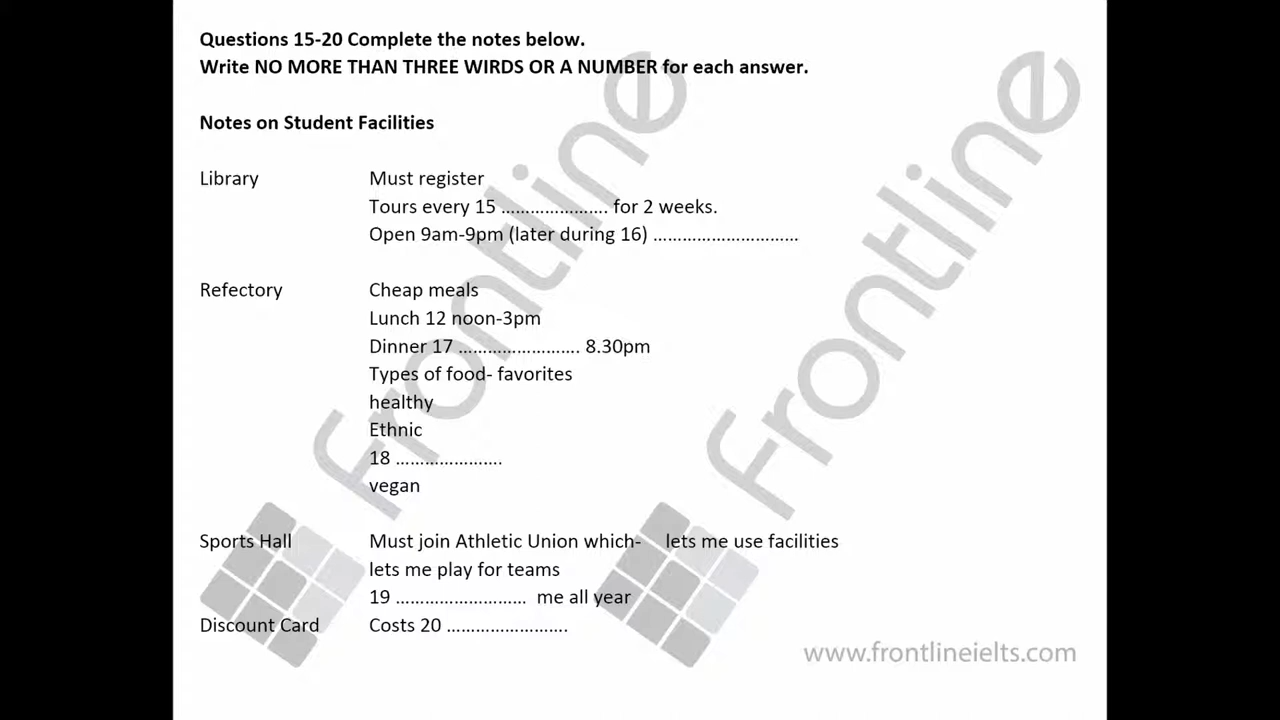 Questions 15-20 Complete the notes below.
Write NO MORE THAN THREE WIRDS OR A NUMBER for each answer.
Notes on Student Facilities
Library Must register
Tours every 15 ………………… for 2 weeks.
Open 9am-9pm (later during 16) …………………………
Refectory Cheap meals
Lunch 12 noon-3pm
Dinner 17 ……………………. 8.30pm
Types of food- favorites
healthy
Ethnic
18 ………………….
vegan
Sports Hall Must join Athletic Union which- lets me use facilities
lets me play for teams
19 ……………………… me all year
Discount Card Costs 20 …………………….
frontline
frontline
www.frontlineielts.com